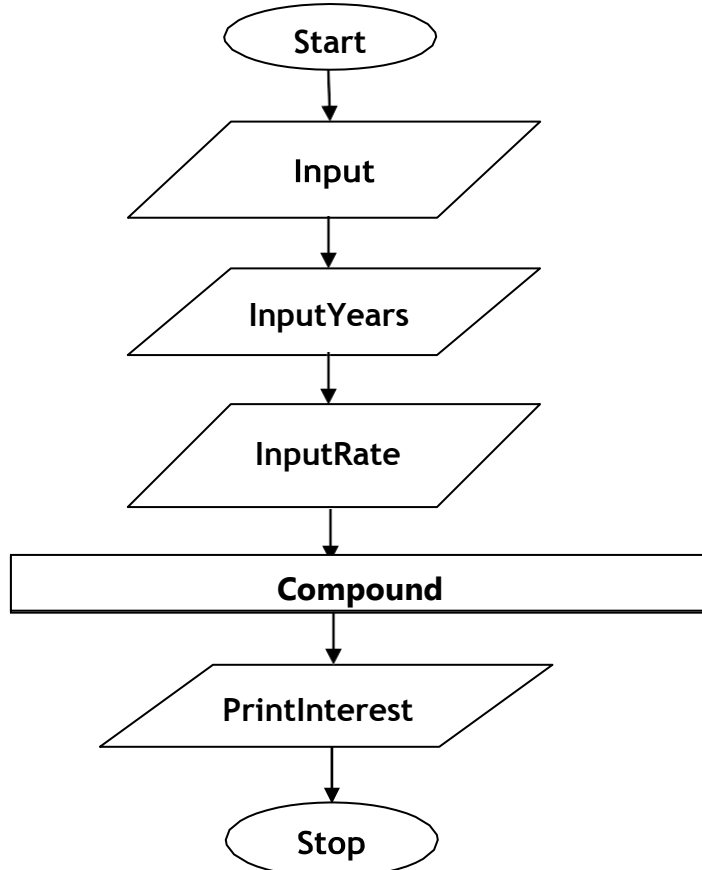 Start
Input
InputYears
InputRate
Compound
PrintInterest
Stop